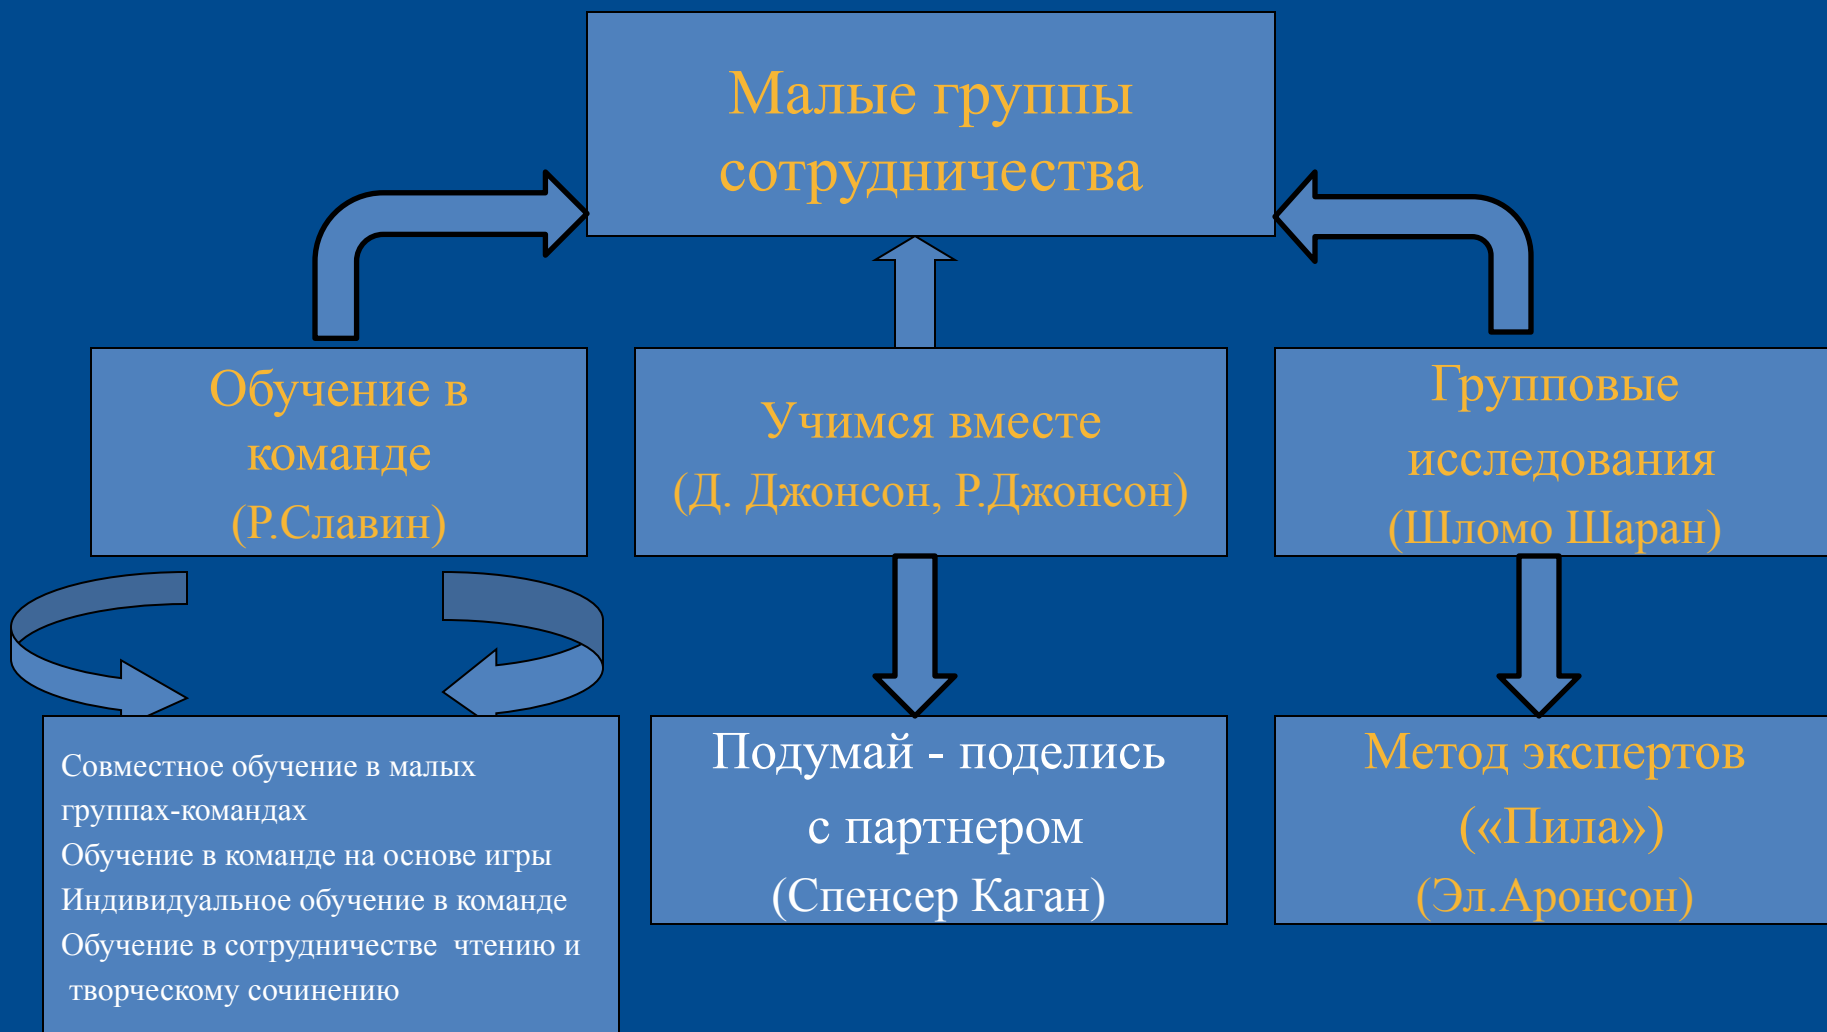 Малые группы
сотрудничества
Обучение в
команде
(Р.Славин)
Учимся вместе
(Д. Джонсон, Р.Джонсон)
Групповые
исследования
(Шломо Шаран)
Совместное обучение в малых
группах-командах
Обучение в команде на основе игры
Индивидуальное обучение в команде
Обучение в сотрудничестве  чтению и
творческому сочинению
Подумай - поделись
с партнером
(Спенсер Каган)
Метод экспертов
(«Пила»)
(Эл.Аронсон)